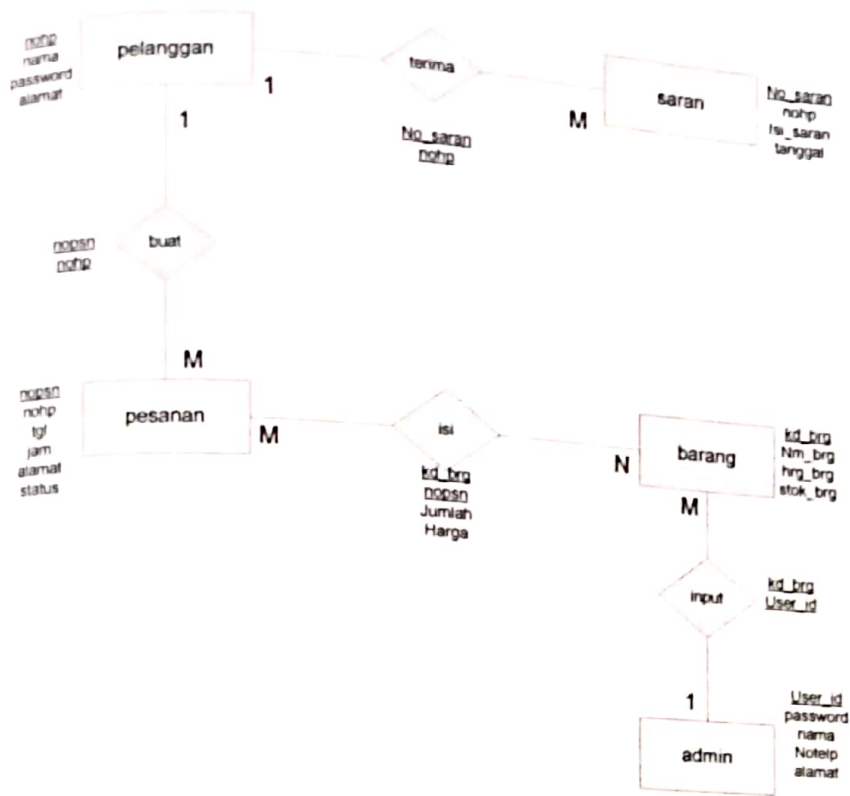 nohp
nama
password
alamat
pelanggan
1
1
terima
No_saran
nohp
M
saran
No_saran
nohp
Isi_saran
tanggal
nopsn
nohp
buat
M
nopsn
nohp
tgl
jam
alamat
status
pesanan
M
isi
kd_brg
nopsn
Jumlah
Harga
N
barang
M
kd_brg
Nm_brg
hrg_brg
stok_brg
input
kd_brg
User_id
1
admin
User_id
password
nama
Notelp
alamat